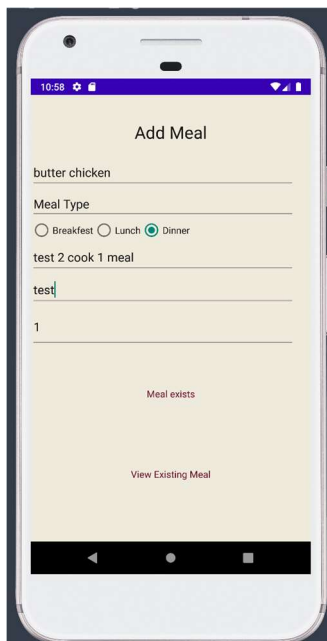 10:58
Add Meal
butter chicken
Meal Type
Breakfest Lunch Dinner
test 2 cook 1 meal
test
1
Meal exists
View Existing Meal